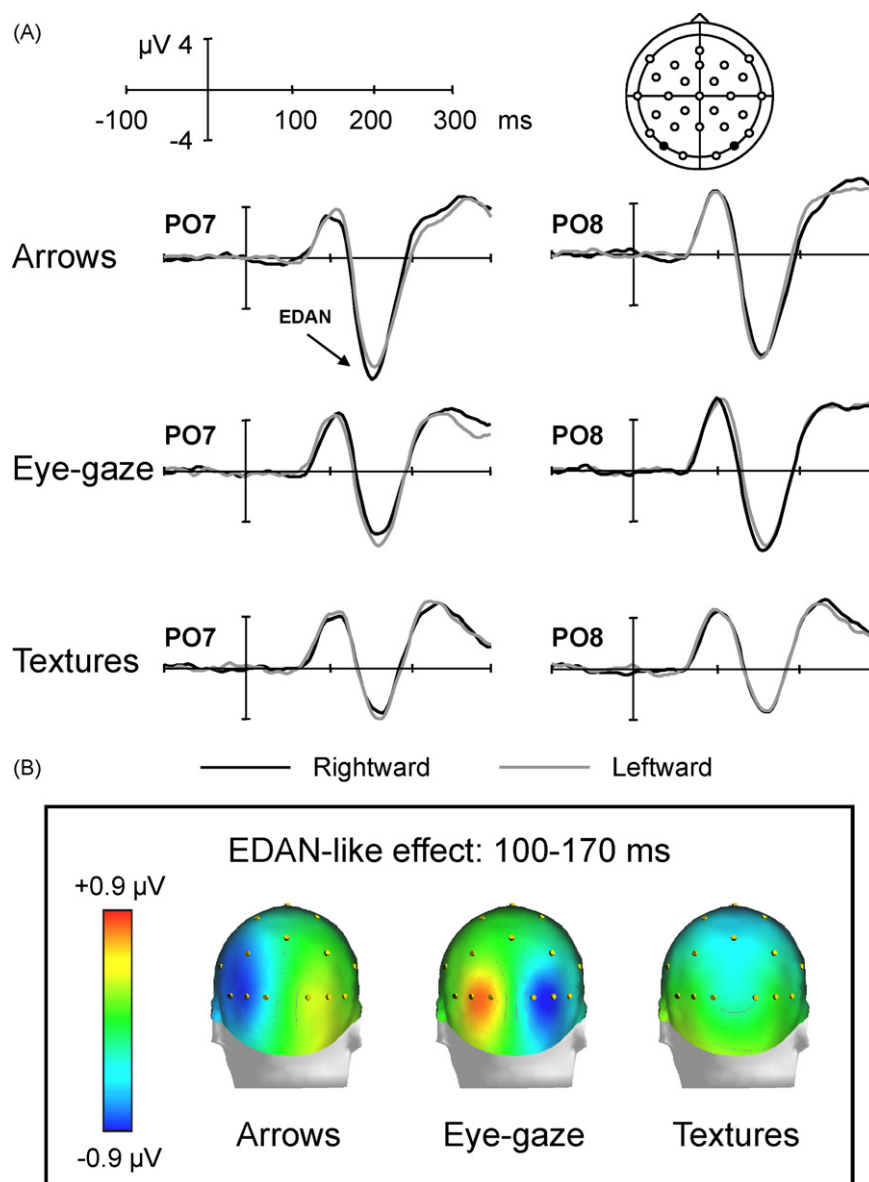 (A)
µV 4
-100 100 200 300 ms
-4
PO7 PO8
Arrows
EDAN
PO7 PO8
Eye-gaze
PO7 PO8
Textures
(B)
Rightward Leftward
EDAN-like effect: 100-170 ms
+0.9 µV
-0.9 µV
Arrows Eye-gaze Textures